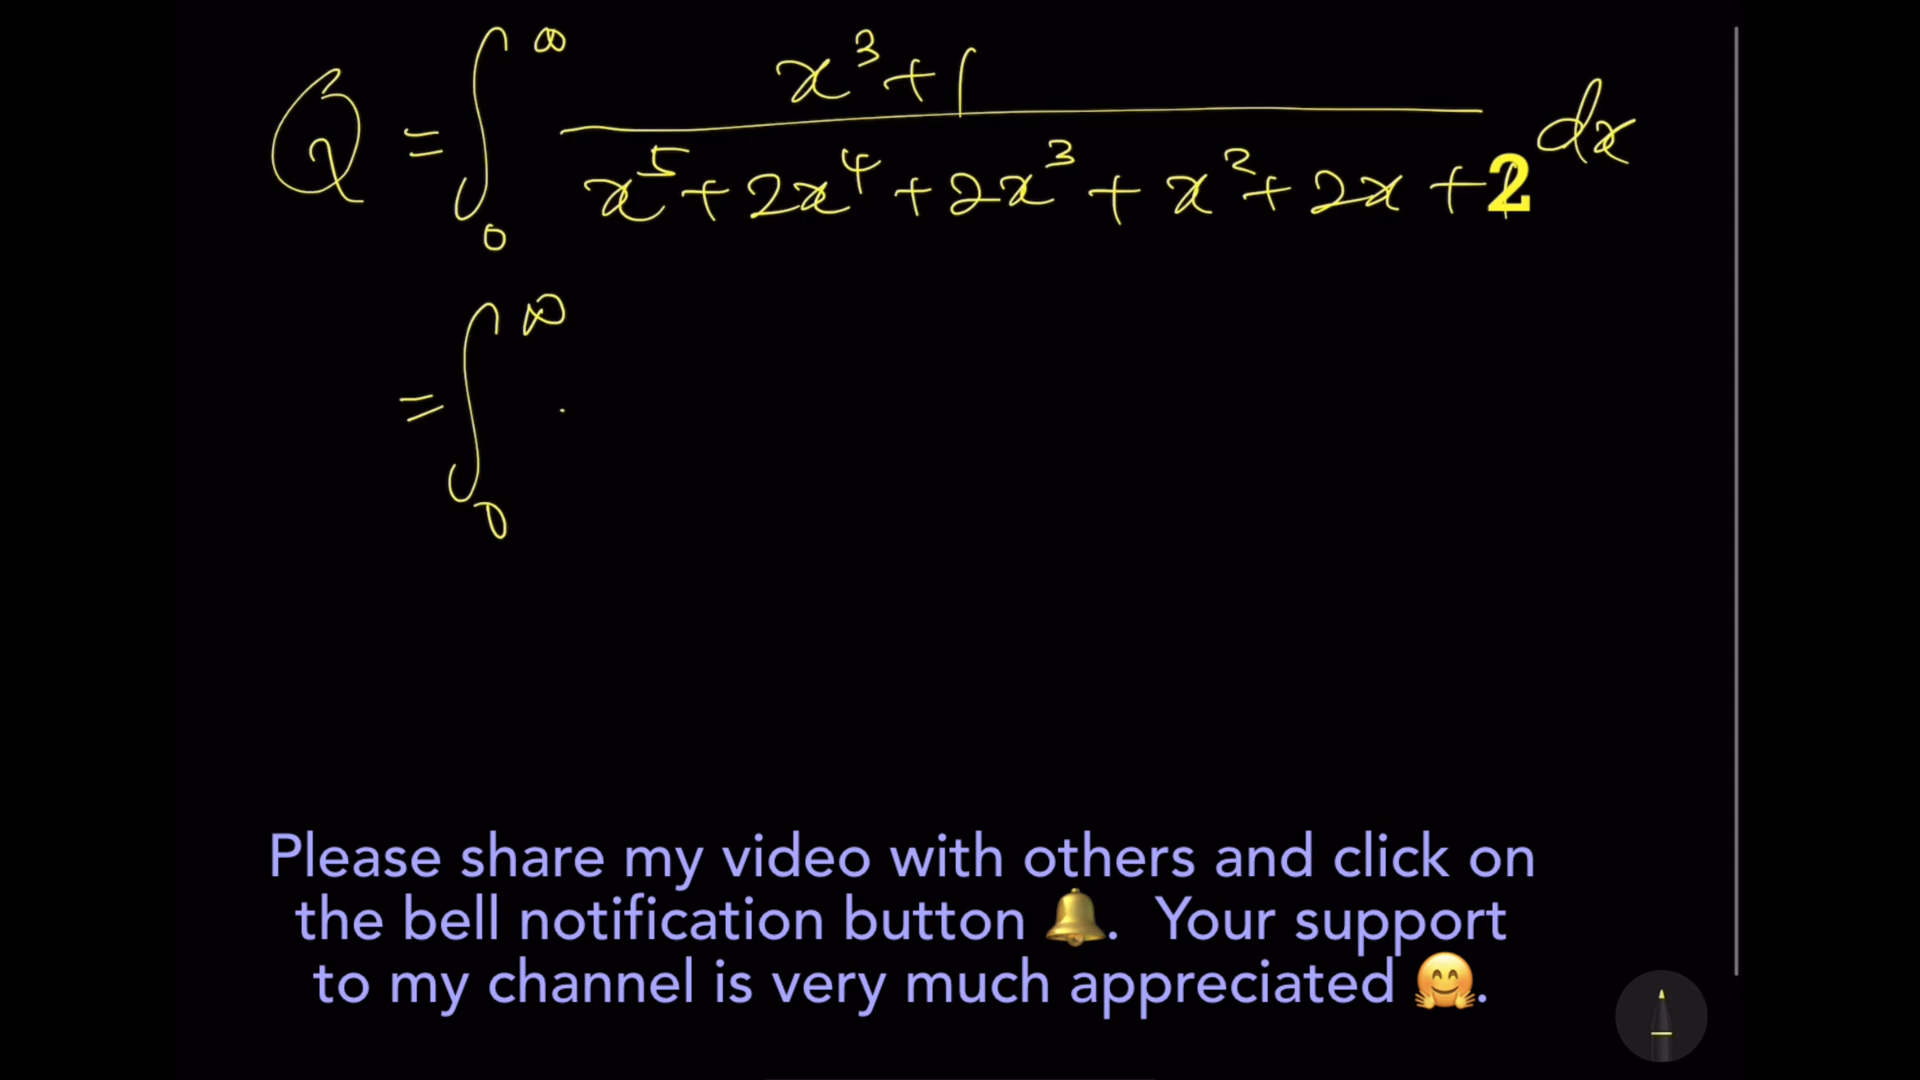 Q = ∫₀^∞ (x³+1)/(x⁵+2x⁴+2x³+x²+2x+2) dx
= ∫₀^∞
Please share my video with others and click on
the bell notification button 🔔. Your support
to my channel is very much appreciated 🤗.